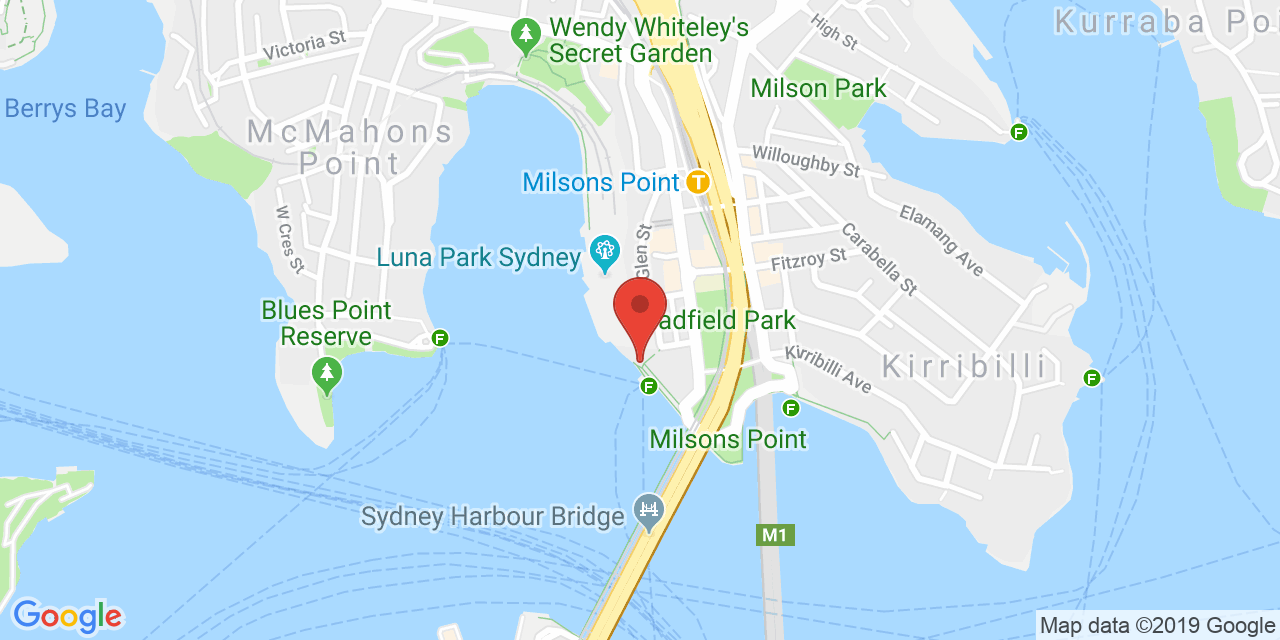 Wendy Whiteley's
Secret Garden
High St
Kurraba Poi
Victoria St
Milson Park
Berrys Bay
McMahons
Point
F
Willoughby St
Milsons Point
T
W Cres St
Glen St
Elamang Ave
Carabella St
Luna Park Sydney
Fitzroy St
Blues Point
Reserve
adfield Park
F
Kirribilli Ave
Kirribilli
F
F
F
Milsons Point
Sydney Harbour Bridge
M1
Google
Map data ©2019 Google